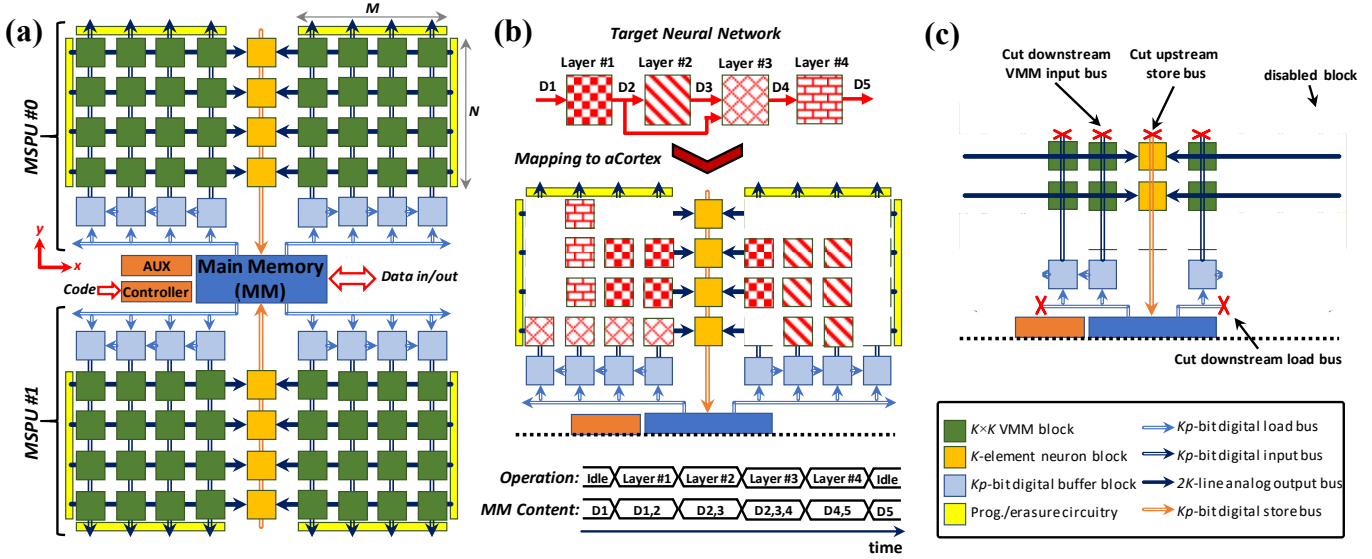 (a)
M
N
MSPU #0
y
x
AUX
Code
Controller
Main Memory
(MM)
Data in/out
MSPU #1
(b)
Target Neural Network
Layer #1
Layer #2
Layer #3
Layer #4
D1
D2
D3
D4
D5
Mapping to aCortex
Operation:
Idle
Layer #1
Layer #2
Layer #3
Layer #4
Idle
MM Content:
D1
D1,2
D2,3
D2,3,4
D4,5
D5
time
(c)
Cut downstream
VMM input bus
Cut upstream
store bus
disabled block
Cut downstream load bus
K×K VMM block
K-element neuron block
Kp-bit digital buffer block
Prog./erasure circuitry
Kp-bit digital load bus
Kp-bit digital input bus
2K-line analog output bus
Kp-bit digital store bus